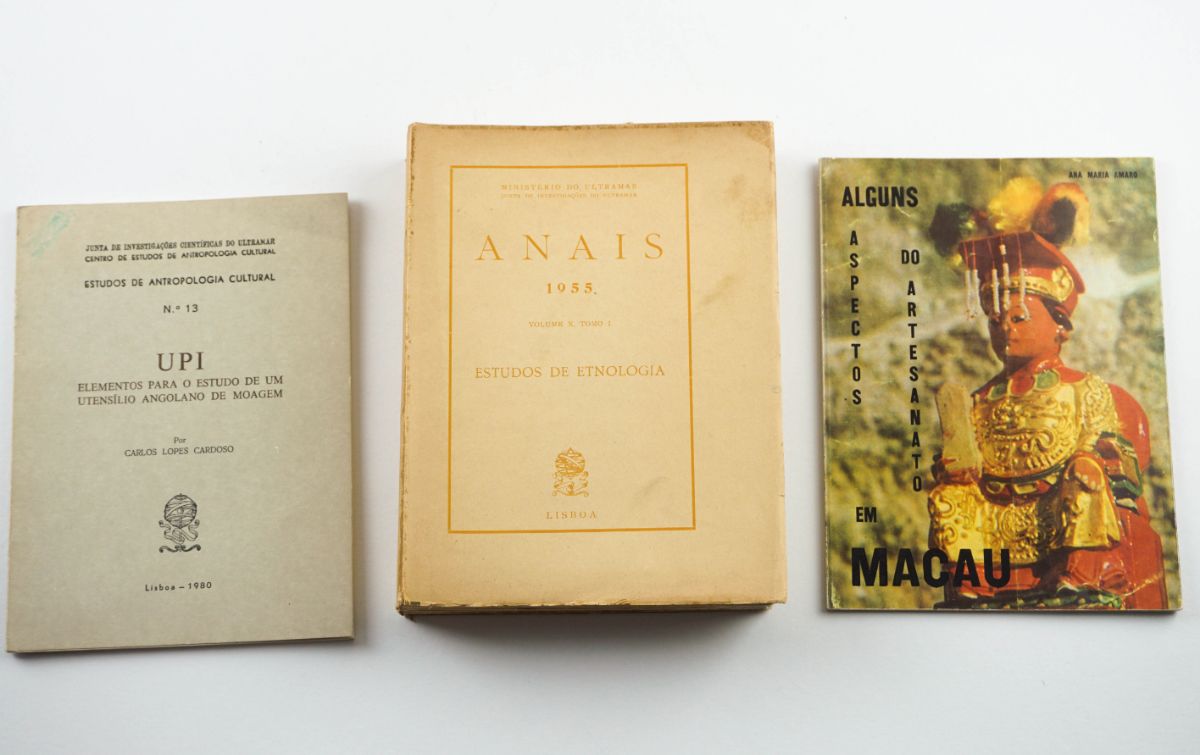 JUNTA DE INVESTIGAÇÕES CIENTÍFICAS DO ULTRAMAR
CENTRO DE ESTUDOS DE ANTROPOLOGIA CULTURAL
ESTUDOS DE ANTROPOLOGIA CULTURAL
N.º 13
UPI
ELEMENTOS PARA O ESTUDO DE UM
UTENSÍLIO ANGOLANO DE MOAGEM
Por
CARLOS LOPES CARDOSO
Lisboa — 1980
MINISTÉRIO DO ULTRAMAR
JUNTA DE INVESTIGAÇÕES DO ULTRAMAR
ANAIS
1955
VOLUME X, TOMO I
ESTUDOS DE ETNOLOGIA
LISBOA
ANA MARIA AMARO
ALGUNS
ASPECTOS
DO ARTESANATO
EM
MACAU